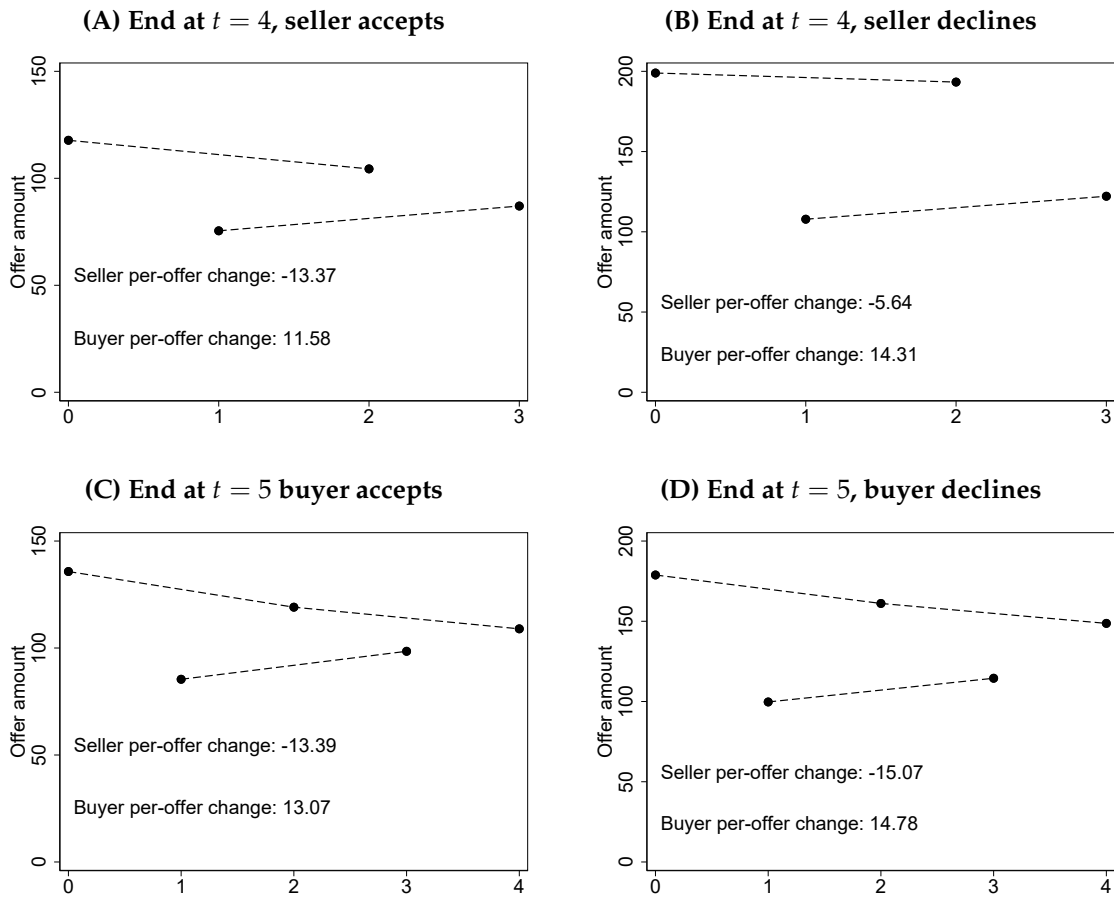 (A) End at t = 4, seller accepts
150
100
50
0
Offer amount
Seller per-offer change: -13.37
Buyer per-offer change: 11.58
0 1 2 3
(B) End at t = 4, seller declines
200
150
100
50
0
Offer amount
Seller per-offer change: -5.64
Buyer per-offer change: 14.31
0 1 2 3
(C) End at t = 5 buyer accepts
150
100
50
0
Offer amount
Seller per-offer change: -13.39
Buyer per-offer change: 13.07
0 1 2 3 4
(D) End at t = 5, buyer declines
200
150
100
50
0
Offer amount
Seller per-offer change: -15.07
Buyer per-offer change: 14.78
0 1 2 3 4